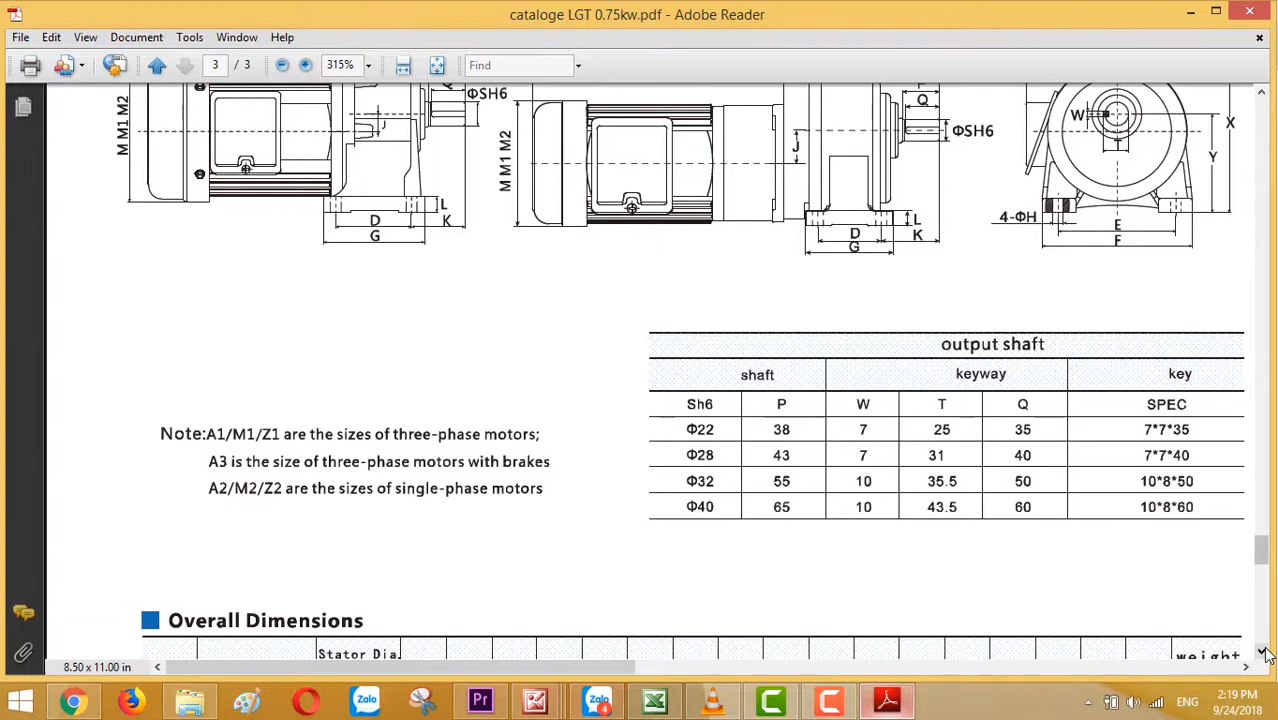 cataloge LGT 0.75kw.pdf - Adobe Reader
File Edit View Document Tools Window Help
3 / 3 315% Find
M M1 M2
J
Q
ΦSH6
L
D K
G
M M1 M2
J
Q
ΦSH6
L
D K
G
W
X
Y
4-ΦH
E
F
output shaft
shaft keyway key
Sh6 P W T Q SPEC
Φ22 38 7 25 35 7*7*35
Φ28 43 7 31 40 7*7*40
Φ32 55 10 35.5 50 10*8*50
Φ40 65 10 43.5 60 10*8*60
Note:A1/M1/Z1 are the sizes of three-phase motors;
A3 is the size of three-phase motors with brakes
A2/M2/Z2 are the sizes of single-phase motors
Overall Dimensions
Stator Dia.
weight
8.50 x 11.00 in
Zalo
Pr
Zalo
4
C
C
ENG
2:19 PM
9/24/2018